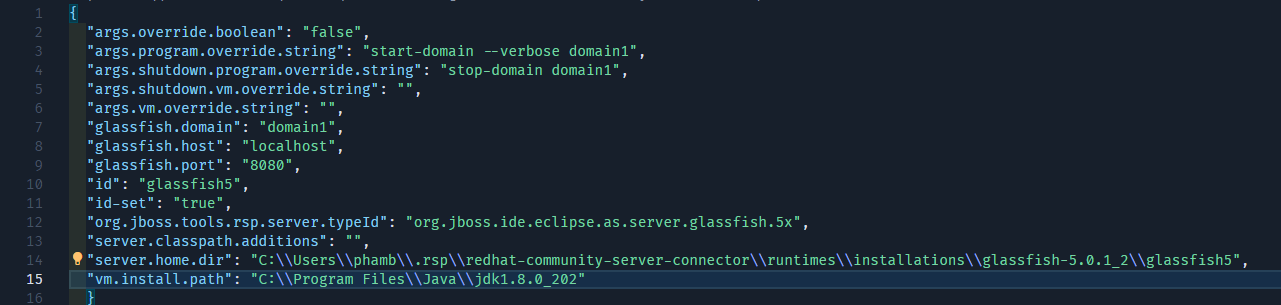 1 {
2 "args.override.boolean": "false",
3 "args.program.override.string": "start-domain --verbose domain1",
4 "args.shutdown.program.override.string": "stop-domain domain1",
5 "args.shutdown.vm.override.string": "",
6 "args.vm.override.string": "",
7 "glassfish.domain": "domain1",
8 "glassfish.host": "localhost",
9 "glassfish.port": "8080",
10 "id": "glassfish5",
11 "id-set": "true",
12 "org.jboss.tools.rsp.server.typeId": "org.jboss.ide.eclipse.as.server.glassfish.5x",
13 "server.classpath.additions": "",
14 "server.home.dir": "C:\\Users\\phamb\\.rsp\\redhat-community-server-connector\\runtimes\\installations\\glassfish-5.0.1_2\\glassfish5",
15 "vm.install.path": "C:\\Program Files\\Java\\jdk1.8.0_202"
16 }